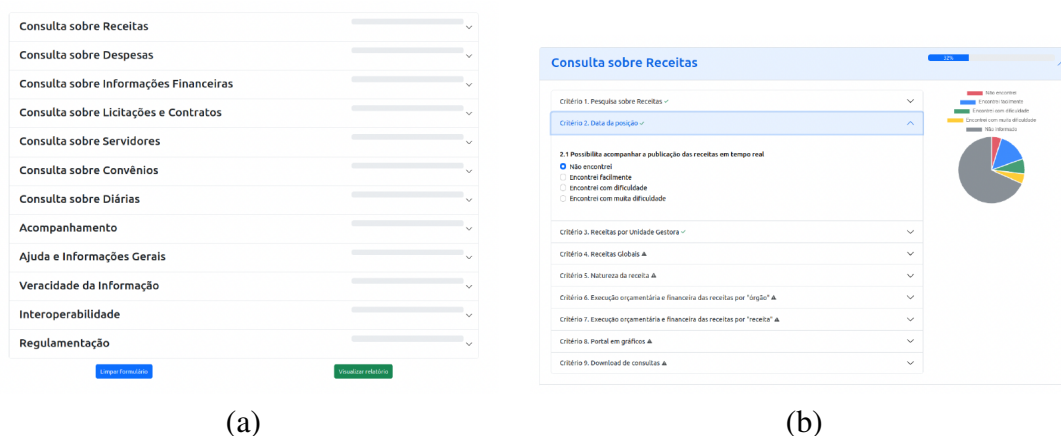 Consulta sobre Receitas
Consulta sobre Despesas
Consulta sobre Informações Financeiras
Consulta sobre Licitações e Contratos
Consulta sobre Servidores
Consulta sobre Convênios
Consulta sobre Diárias
Acompanhamento
Ajuda e Informações Gerais
Veracidade da Informação
Interoperabilidade
Regulamentação
Limpar formulário
Visualizar relatório
(a)
Consulta sobre Receitas
32%
Critério 1. Pesquisa sobre Receitas
Critério 2. Data da posição
2.1 Possibilita acompanhar a publicação das receitas em tempo real
Não encontrei
Encontrei facilmente
Encontrei com dificuldade
Encontrei com muita dificuldade
Critério 3. Receitas por Unidade Gestora
Critério 4. Receitas Globais
Critério 5. Natureza da receita
Critério 6. Execução orçamentária e financeira das receitas por "órgão"
Critério 7. Execução orçamentária e financeira das receitas por "receita"
Critério 8. Portal em gráficos
Critério 9. Download de consultas
Não encontrei
Encontrei facilmente
Encontrei com dificuldade
Encontrei com muita dificuldade
Não informado
(b)